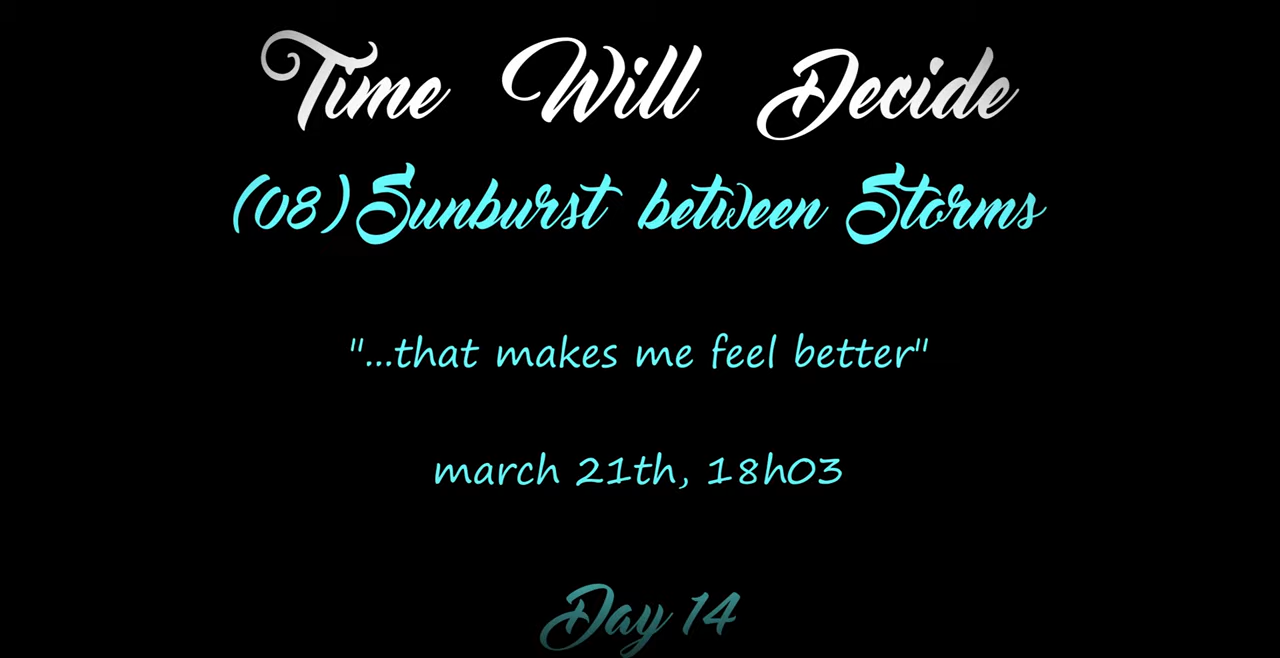 Time Will Decide
(08) Sunburst between Storms
"...that makes me feel better"
march 21th, 18h03
Day 14